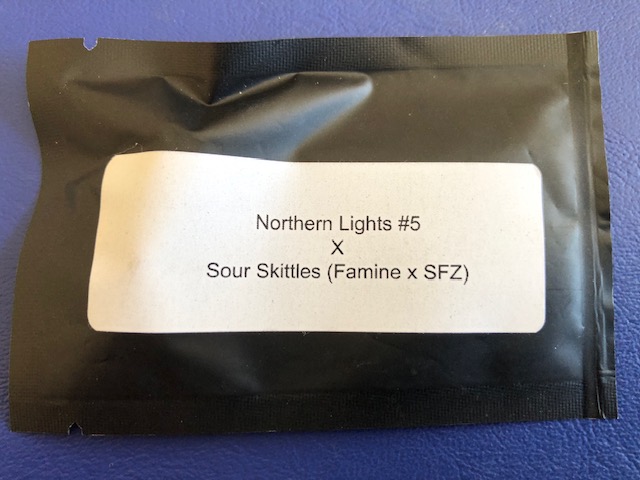 Northern Lights #5
X
Sour Skittles (Famine x SFZ)